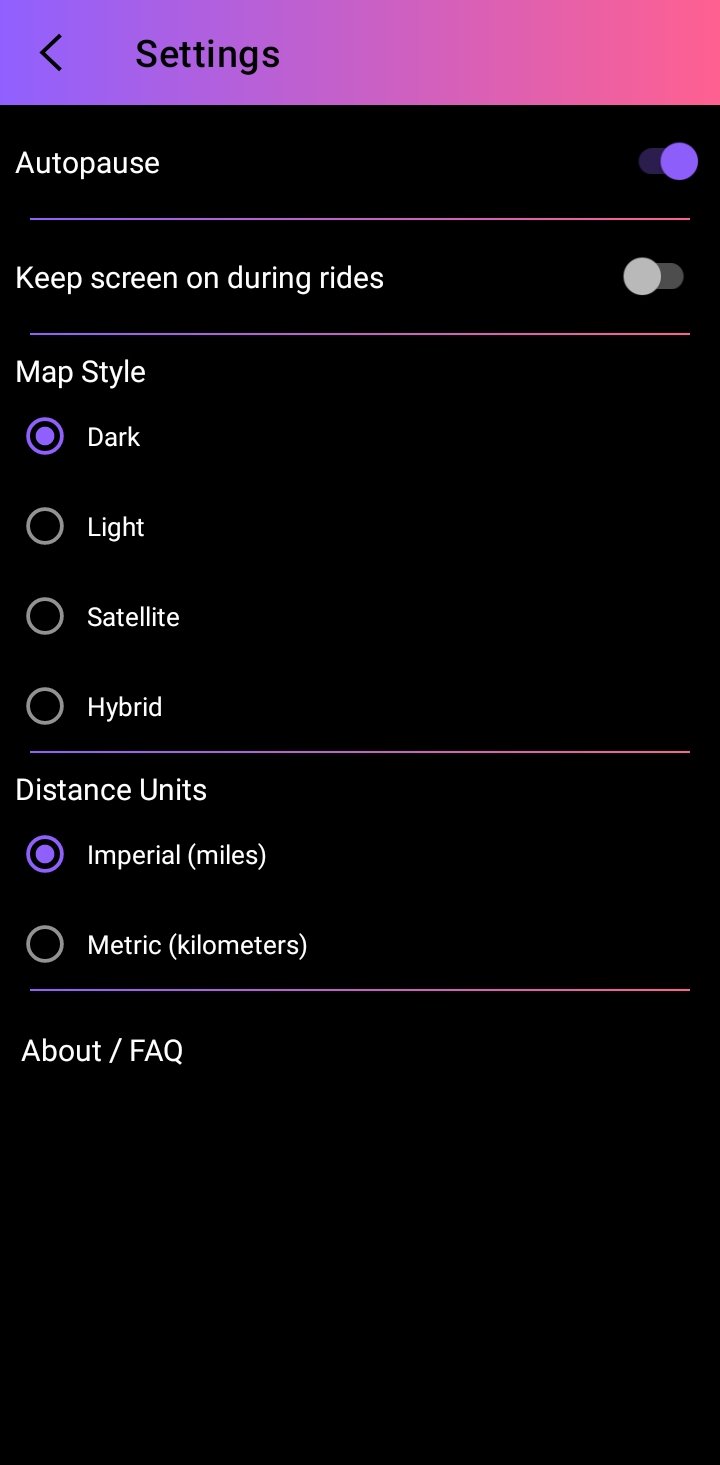 Settings
Autopause
Keep screen on during rides
Map Style
Dark
Light
Satellite
Hybrid
Distance Units
Imperial (miles)
Metric (kilometers)
About / FAQ